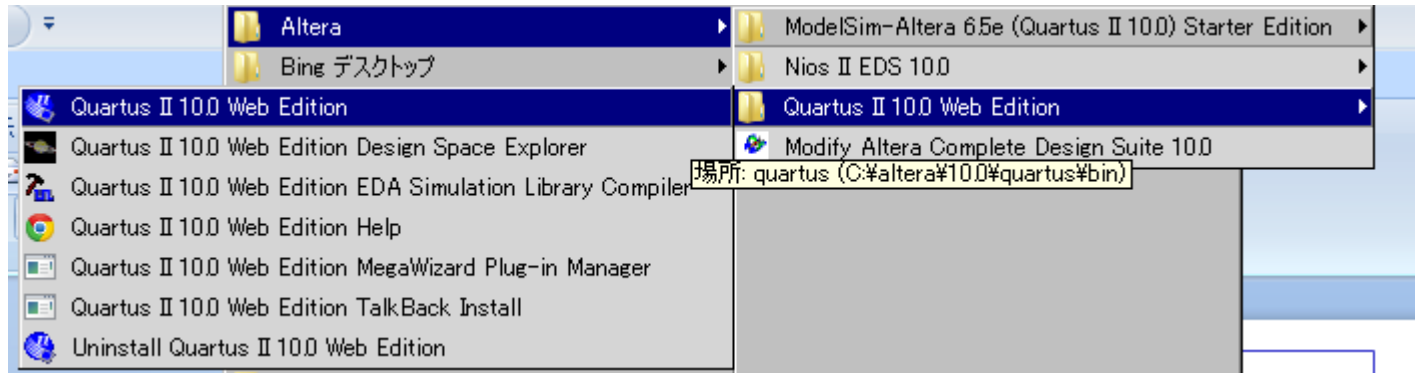 Altera
Bing デスクトップ
ModelSim-Altera 6.5e (Quartus II 10.0) Starter Edition
Nios II EDS 10.0
Quartus II 10.0 Web Edition
Modify Altera Complete Design Suite 10.0
Quartus II 10.0 Web Edition
Quartus II 10.0 Web Edition Design Space Explorer
Quartus II 10.0 Web Edition EDA Simulation Library Compiler
Quartus II 10.0 Web Edition Help
Quartus II 10.0 Web Edition MegaWizard Plug-in Manager
Quartus II 10.0 Web Edition TalkBack Install
Uninstall Quartus II 10.0 Web Edition
場所: quartus (C:¥altera¥10.0¥quartus¥bin)